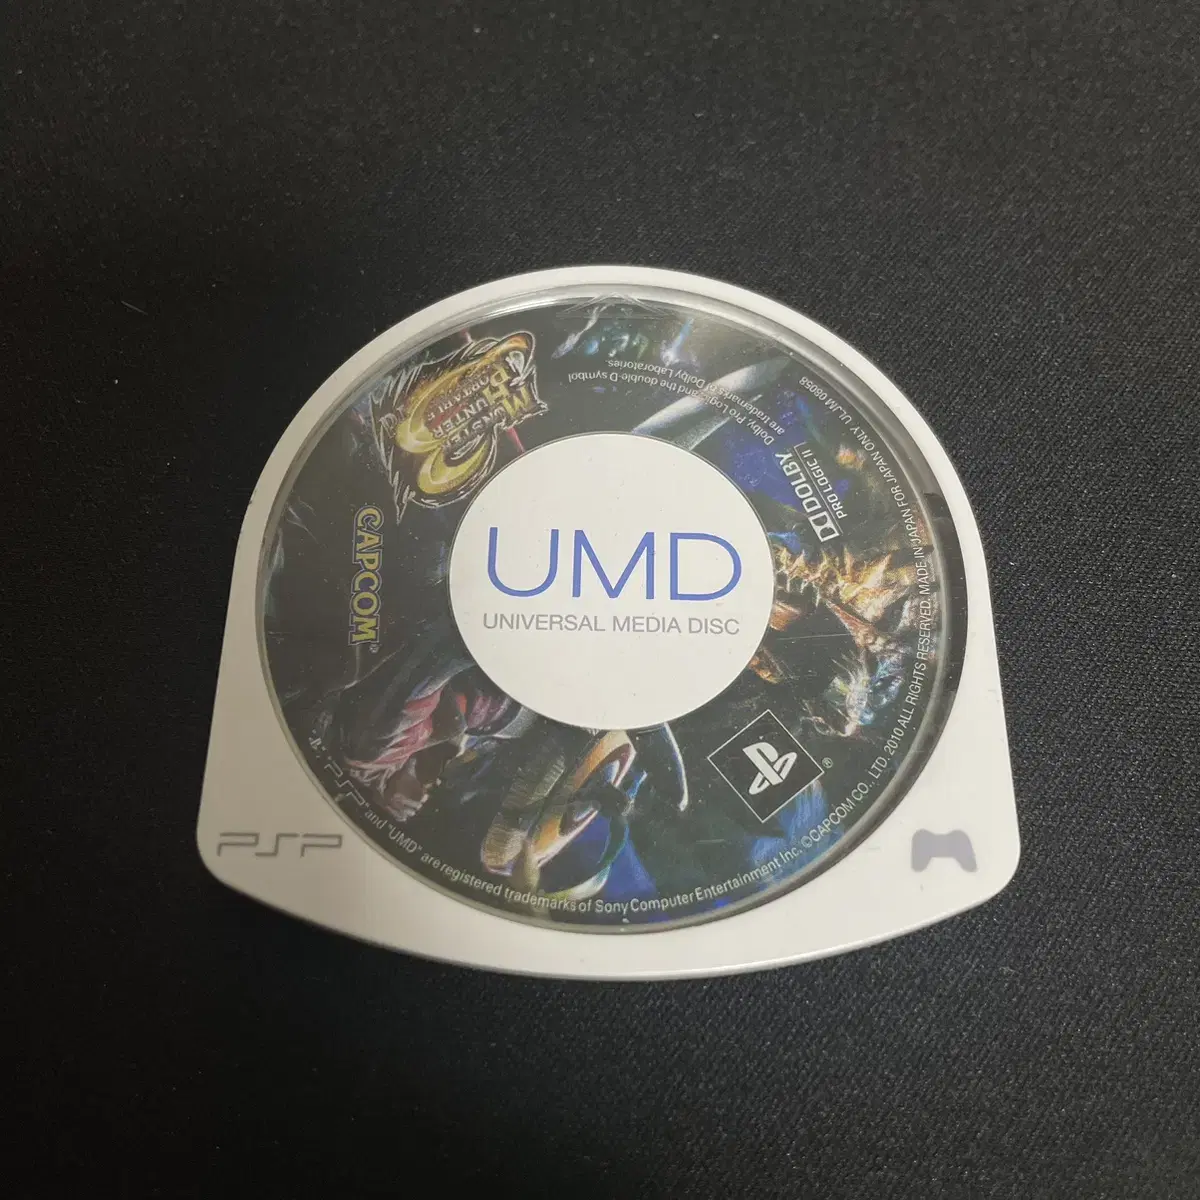 MONSTER
HUNTER
PORTABLE
3
CAPCOM®
Dolby, Pro Logic, and the double-D symbol
are trademarks of Dolby Laboratories.
DOLBY
PRO LOGIC II
FOR JAPAN ONLY ULJM 08058
UMD
UNIVERSAL MEDIA DISC
®
PSP and "UMD" are registered trademarks of Sony Computer Entertainment Inc. ©CAPCOM CO., LTD. 2010 ALL RIGHTS RESERVED. MADE IN JAPAN
PSP